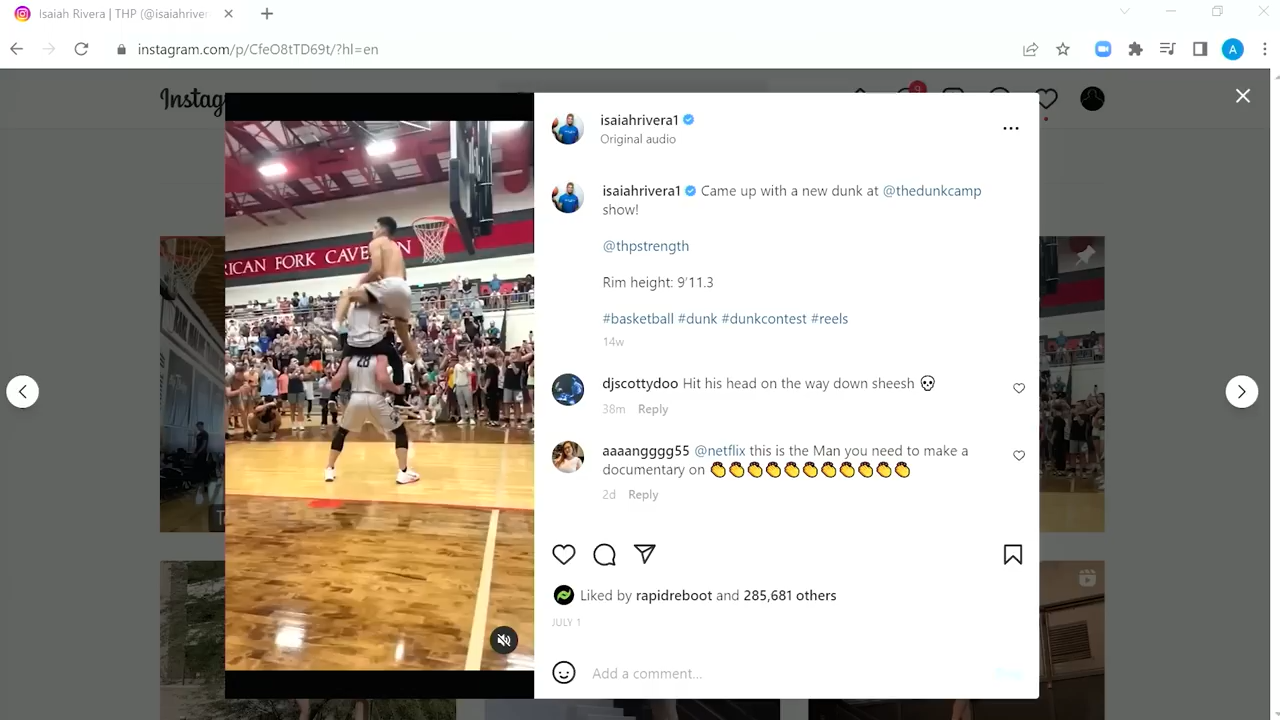 Isaiah Rivera | THP (@isaiahriver
instagram.com/p/CfeO8tTD69t/?hl=en
A
Instag
9
isaiahrivera1
Original audio
isaiahrivera1 Came up with a new dunk at @thedunkcamp
show!
@thpstrength
Rim height: 9'11.3
#basketball #dunk #dunkcontest #reels
14w
RICAN FORK CAVE N
28
djscottydoo Hit his head on the way down sheesh 💀
38m Reply
aaaangggg55 @netflix this is the Man you need to make a
documentary on 👏👏👏👏👏👏👏👏👏👏👏
2d Reply
Liked by rapidreboot and 285,681 others
JULY 1
Add a comment...